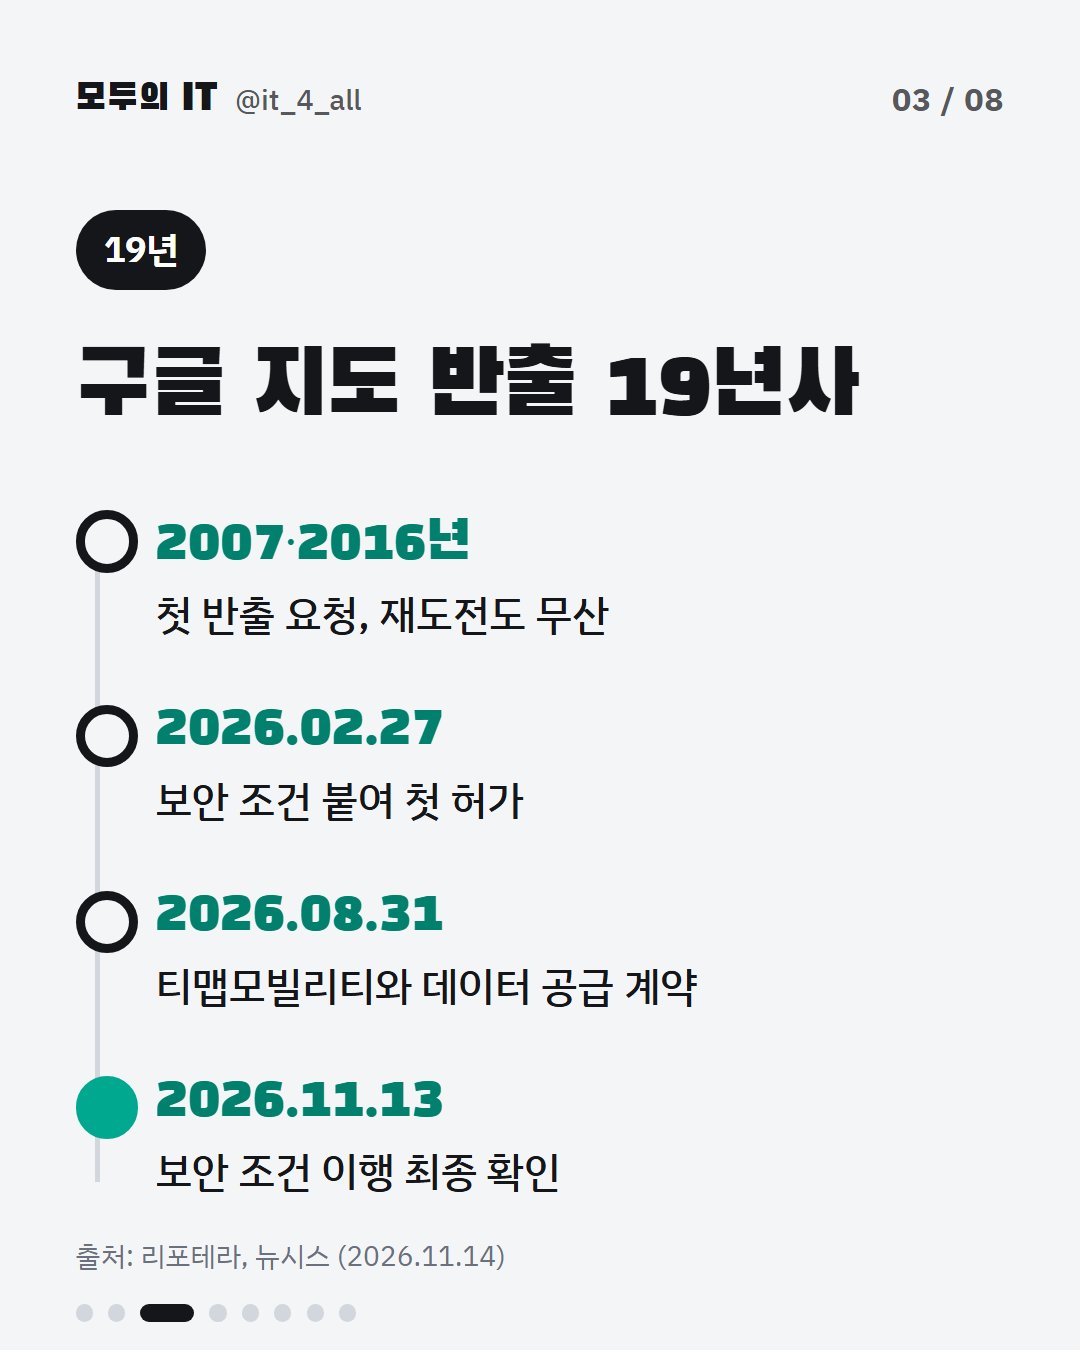 모두의 IT @it_4_all
03 / 08
19년
구글 지도 반출 19년사
2007·2016년
첫 반출 요청, 재도전도 무산
2026.02.27
보안 조건 붙여 첫 허가
2026.08.31
티맵모빌리티와 데이터 공급 계약
2026.11.13
보안 조건 이행 최종 확인
출처: 리포테라, 뉴시스 (2026.11.14)